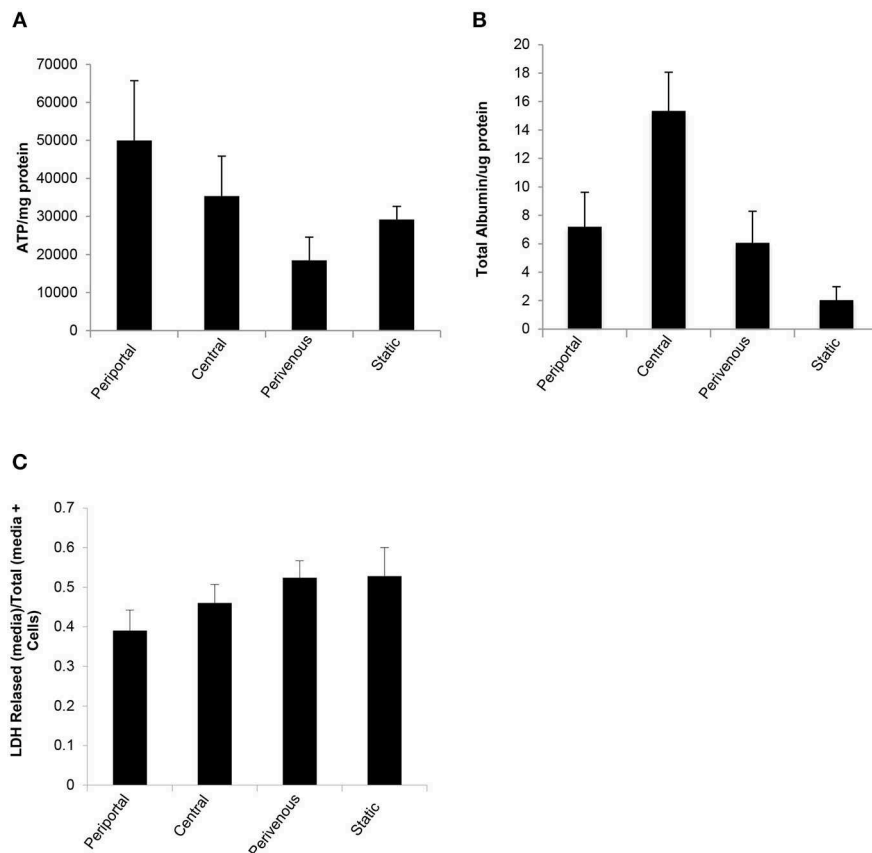 A
70000
60000
50000
40000
30000
20000
10000
0
ATP/mg protein
Periportal
Central
Perivenous
Static
B
20
18
16
14
12
10
8
6
4
2
0
Total Albumin/ug protein
Periportal
Central
Perivenous
Static
C
0.7
0.6
0.5
0.4
0.3
0.2
0.1
0
LDH Relased (media)/Total (media +
Cells)
Periportal
Central
Perivenous
Static